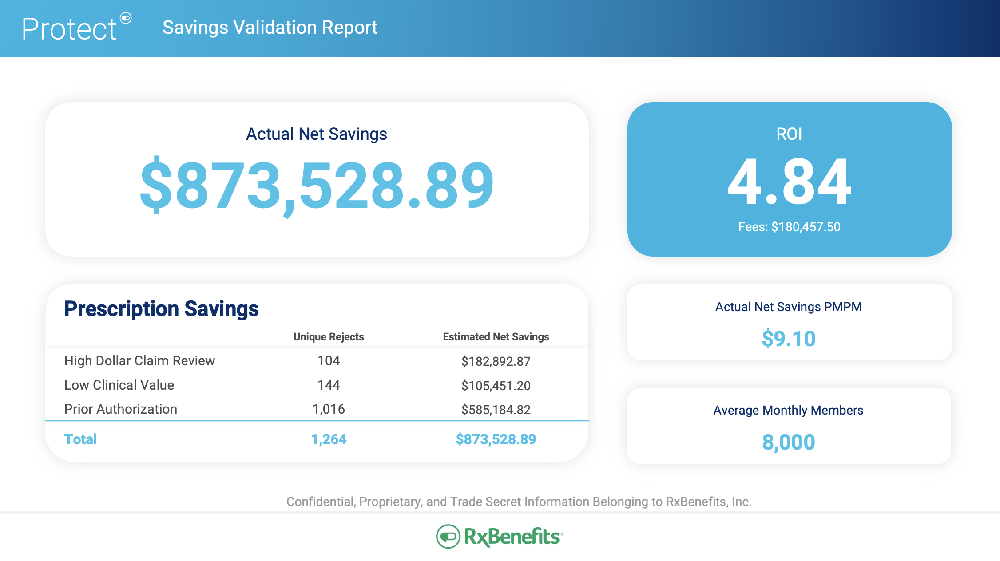 Protect
Savings Validation Report
Actual Net Savings
$873,528.89
ROI
4.84
Fees: $180,457.50
Prescription Savings
Unique Rejects Estimated Net Savings
High Dollar Claim Review 104 $182,892.87
Low Clinical Value 144 $105,451.20
Prior Authorization 1,016 $585,184.82
Total 1,264 $873,528.89
Actual Net Savings PMPM
$9.10
Average Monthly Members
8,000
Confidential, Proprietary, and Trade Secret Information Belonging to RxBenefits, Inc.
RxBenefits®